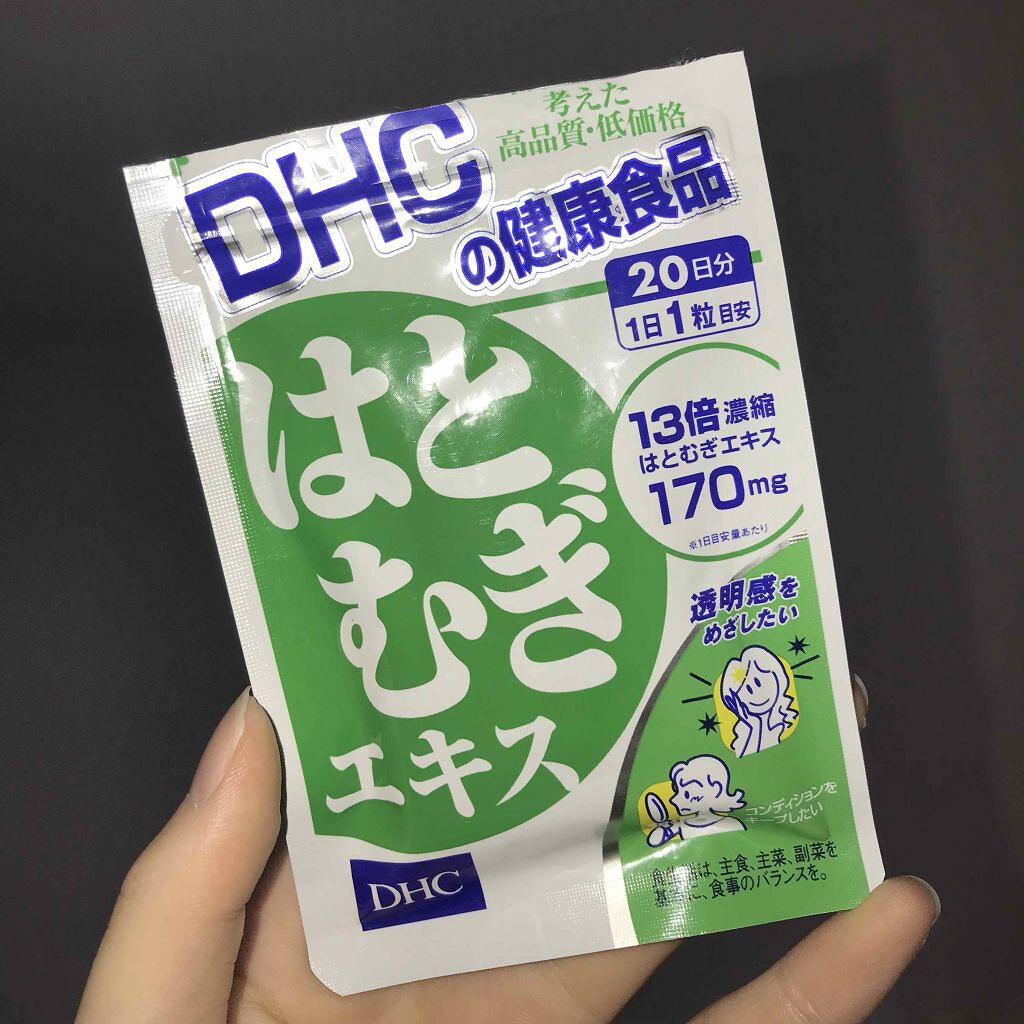 考えた
高品質・低価格
DHC
の健康食品
20日分
1日1粒目安
はと
むぎ
エキス
13倍濃縮
はとむぎエキス
170mg
※1日目安量あたり
透明感を
めざしたい
コンディションを
キープしたい
は、主食、主菜、副菜を
、食事のバランスを。
DHC